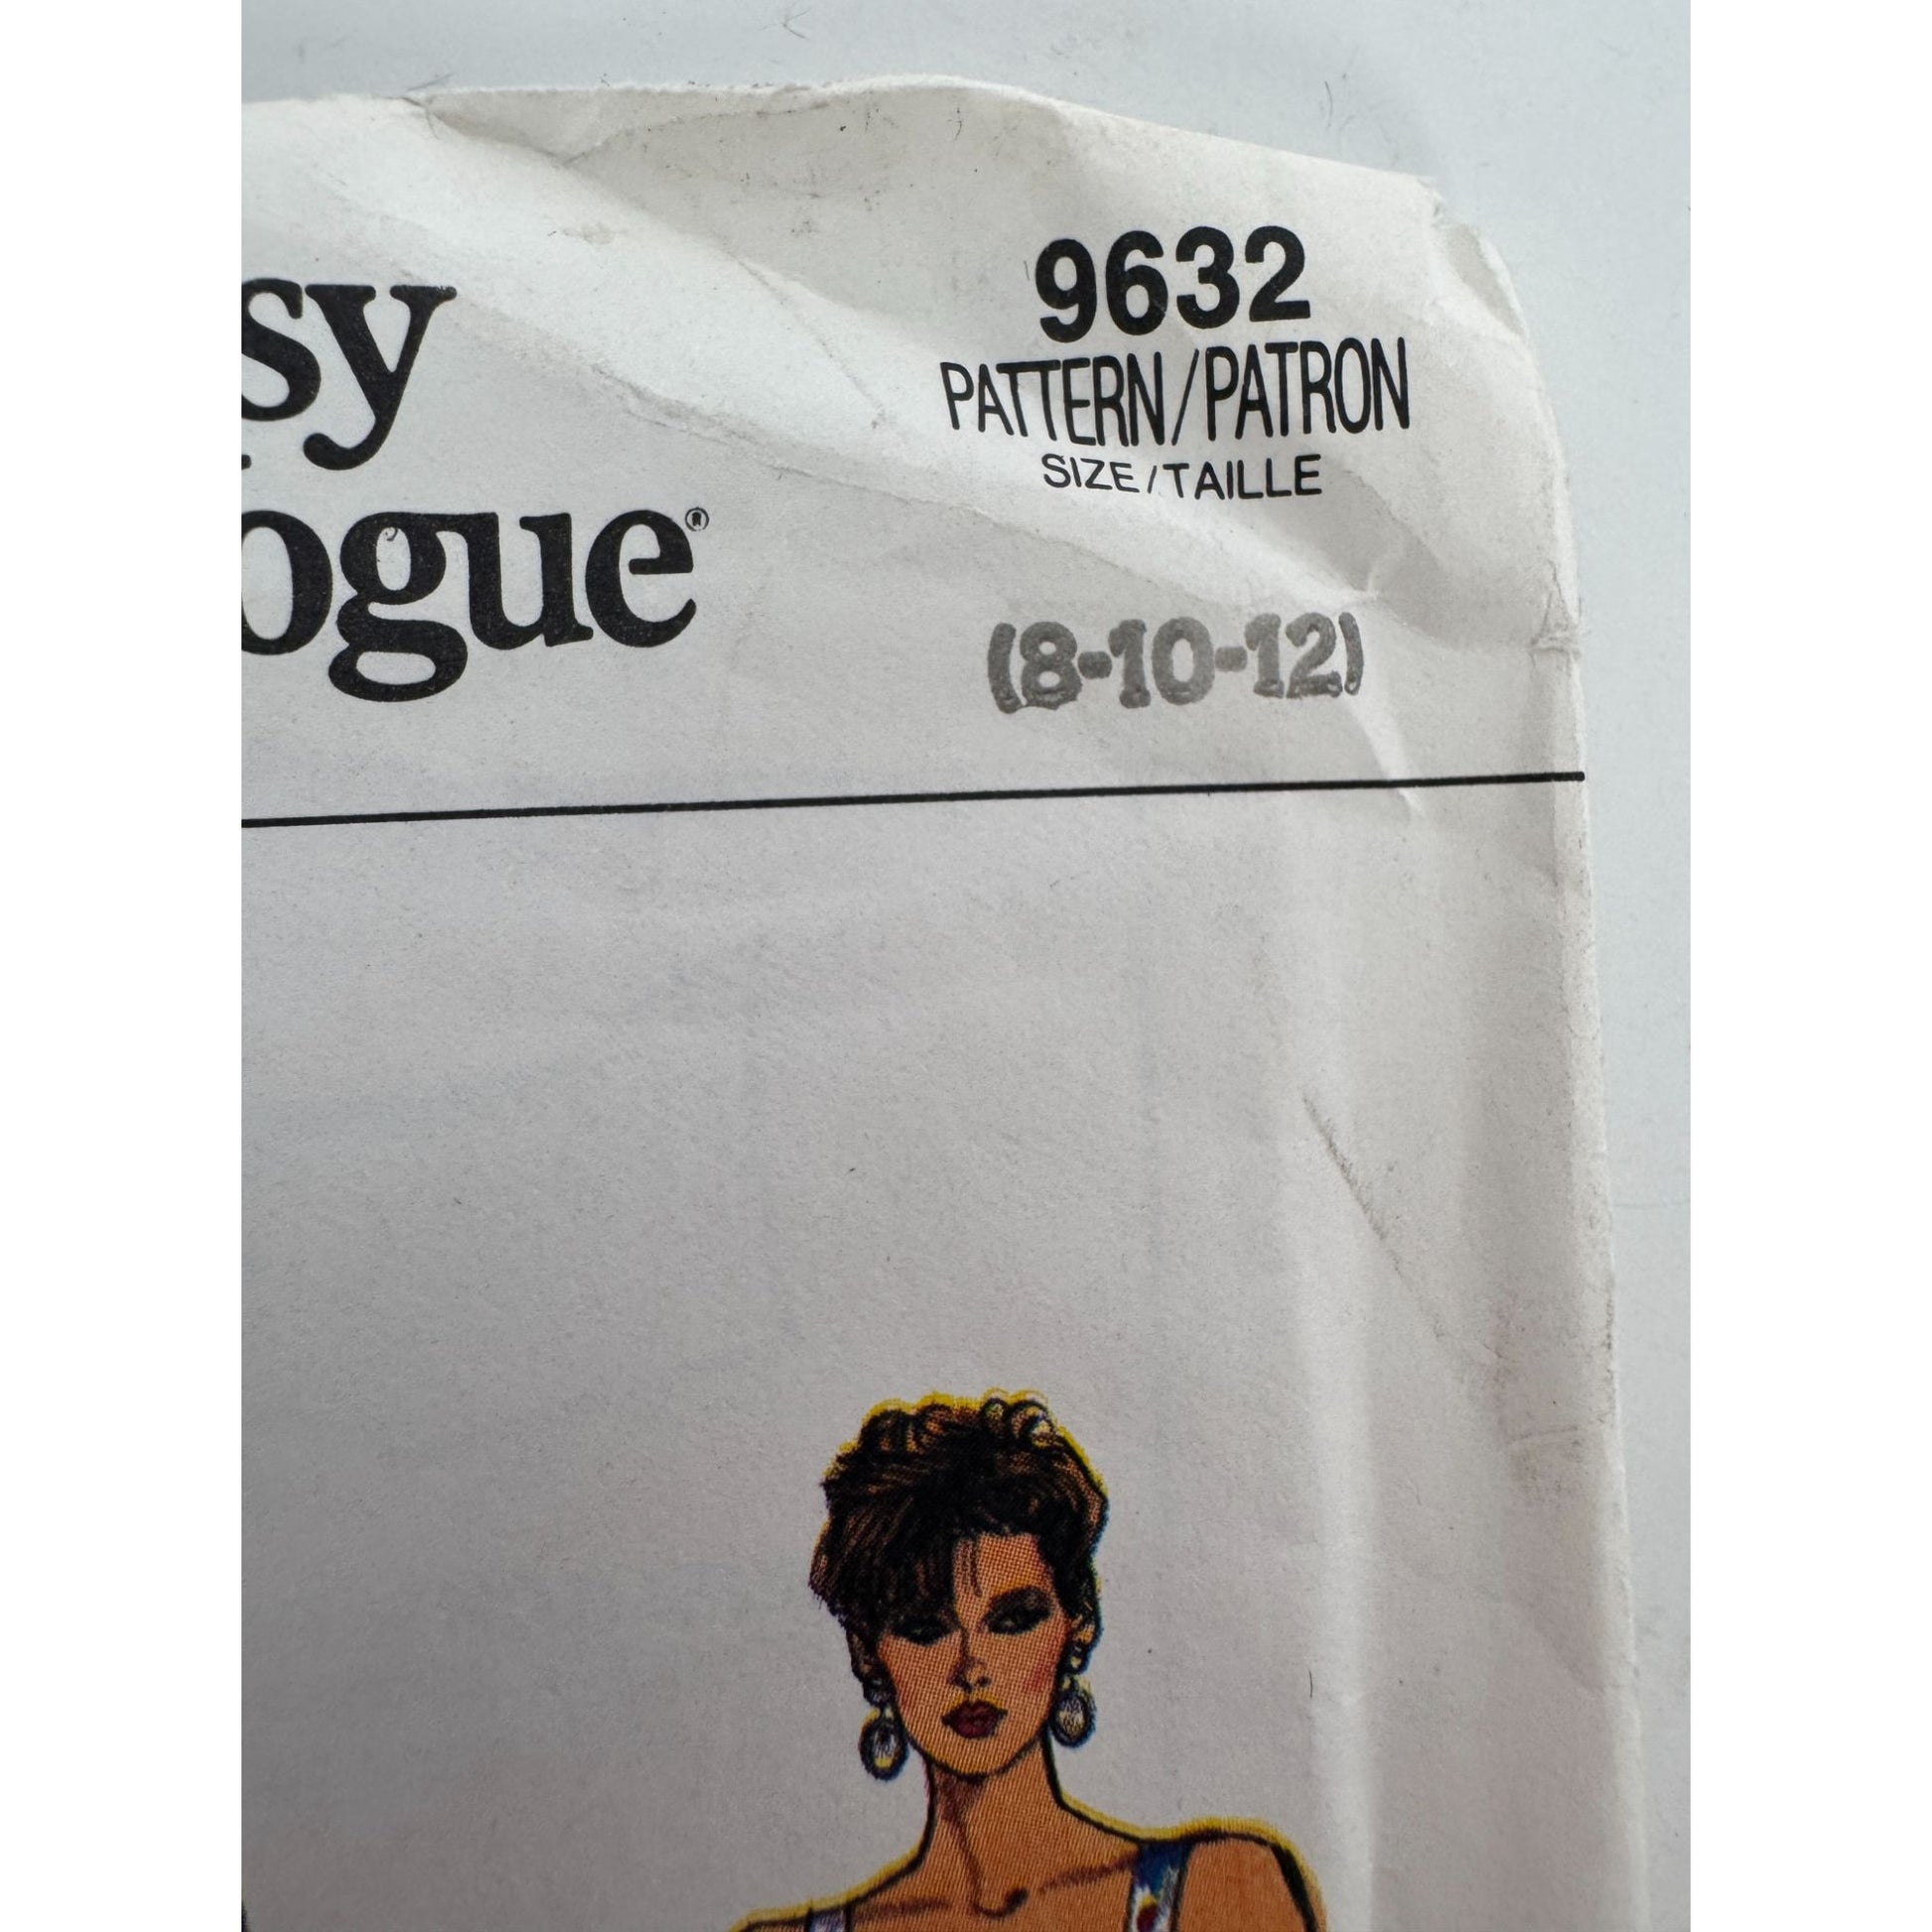 sy
ogue®
9632
PATTERN/PATRON
SIZE/TAILLE
(8-10-12)